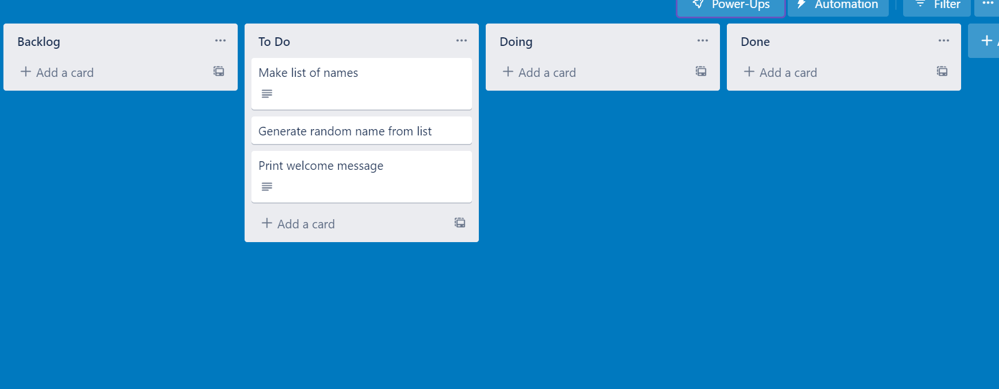 Power-Ups
Automation
Filter
Backlog
Add a card
To Do
Make list of names
Generate random name from list
Print welcome message
Add a card
Doing
Add a card
Done
Add a card